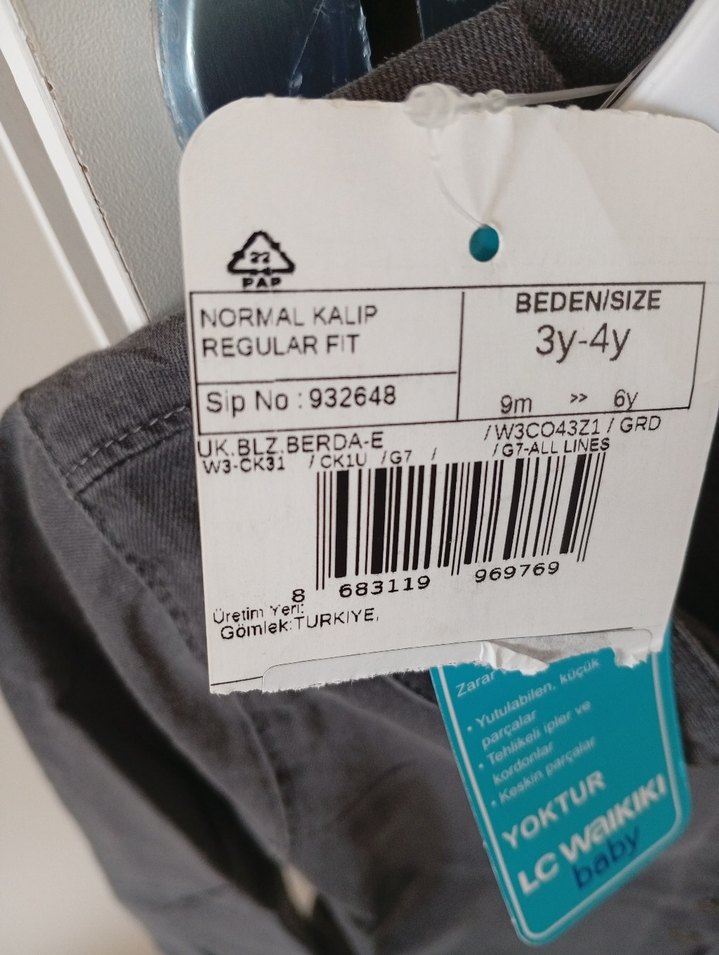 22
PAP
NORMAL KALIP
REGULAR FIT
Sip No : 932648
BEDEN/SIZE
3y-4y
9m >> 6y
UK.BLZ.BERDA-E /W3CO43Z1 / GRD
W3-CK31 / CK1U /G7 / /G7-ALL LINES
8 683119 969769
Üretim Yeri:
Gömlek:TURKIYE,
Zarar
• Yutulabilen, küçük
parçalar
• Tehlikeli ipler ve
kordonlar
• Keskin parçalar
YOKTUR
LC WAIKIKI
baby